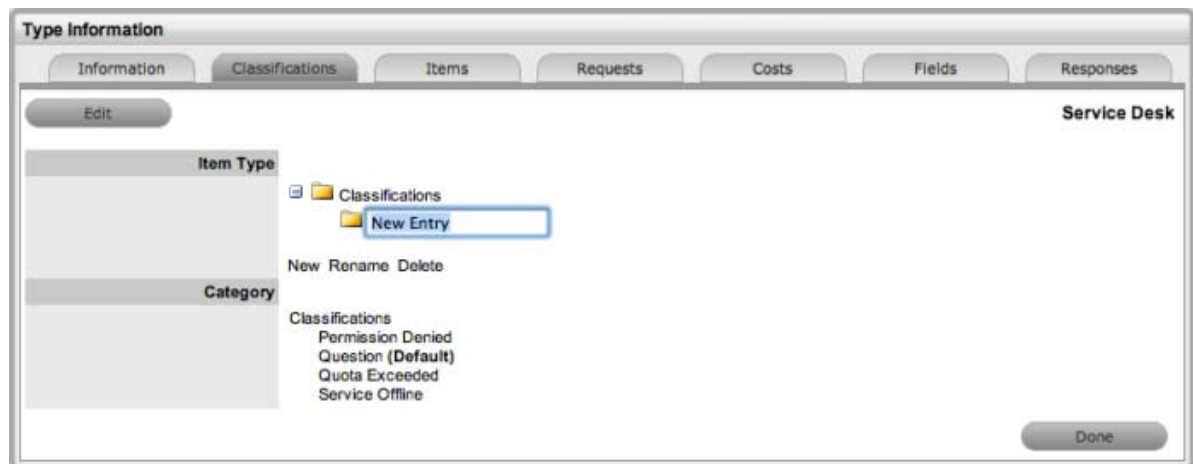 Type Information
Information Classifications Items Requests Costs Fields Responses
Edit Service Desk
Item Type
Classifications
New Entry
New Rename Delete
Category
Classifications
Permission Denied
Question (Default)
Quota Exceeded
Service Offline
Done